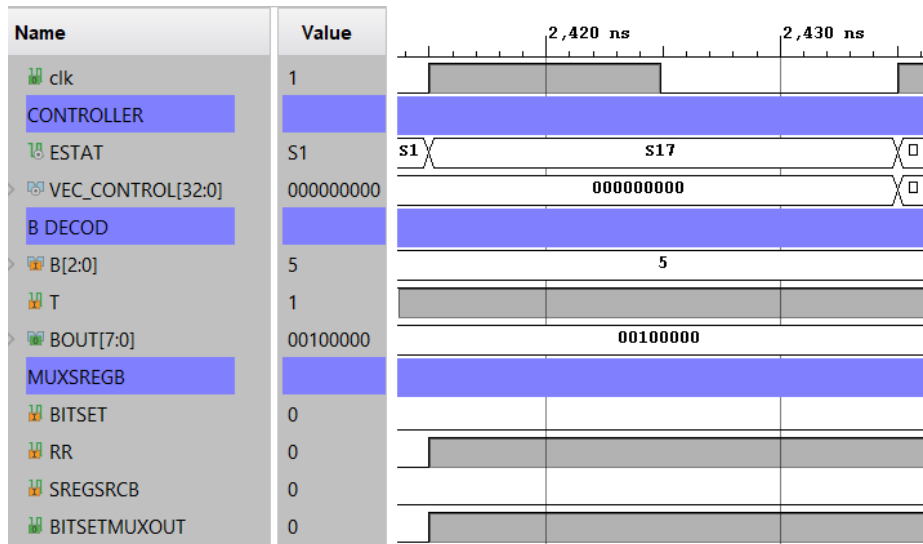 Name Value 2,420 ns 2,430 ns
clk 1
CONTROLLER
ESTAT S1 S1 S17
VEC_CONTROL[32:0] 000000000 000000000
B DECOD
B[2:0] 5 5
T 1
BOUT[7:0] 00100000 00100000
MUXSREGB
BITSET 0
RR 0
SREGSRCB 0
BITSETMUXOUT 0